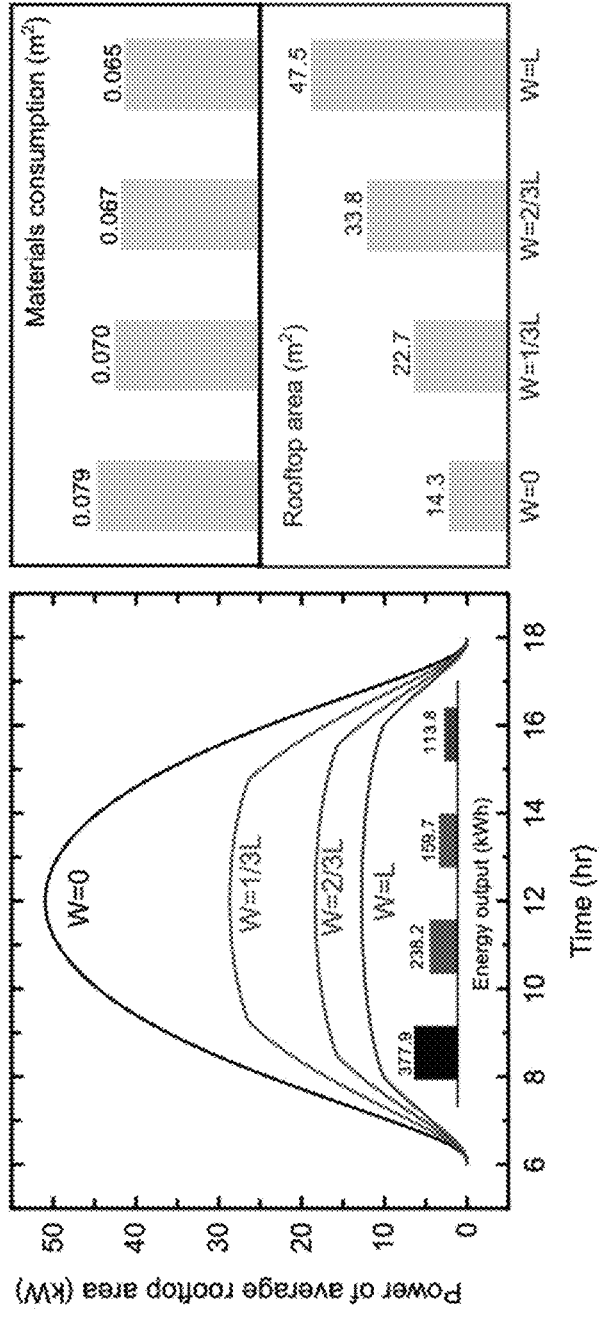 Power of average rooftop area (kW)
50
40
30
20
10
0
W=0
W=1/3L
W=2/3L
W=L
377.9
238.2
159.7
113.8
Energy output (kWh)
6
8
10
12
14
16
18
Time (hr)
Materials consumption (m²)
0.079
0.070
0.067
0.065
Rooftop area (m²)
14.3
22.7
33.8
47.5
W=0
W=1/3L
W=2/3L
W=L